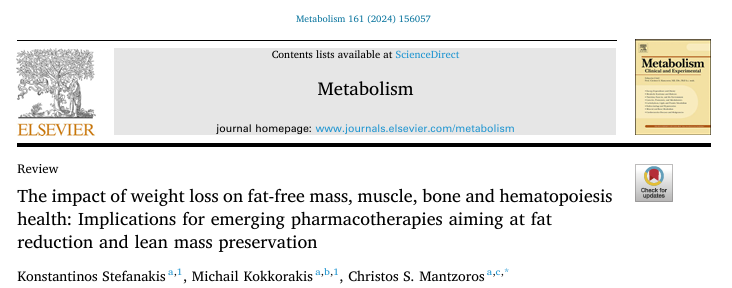 Metabolism 161 (2024) 156057
Contents lists available at ScienceDirect
Metabolism
journal homepage: www.journals.elsevier.com/metabolism
ELSEVIER
Metabolism
Clinical and Experimental
Check for
updates
Review
The impact of weight loss on fat-free mass, muscle, bone and hematopoiesis
health: Implications for emerging pharmacotherapies aiming at fat
reduction and lean mass preservation
Konstantinos Stefanakis a,1, Michail Kokkorakis a,b,1, Christos S. Mantzoros a,c,*